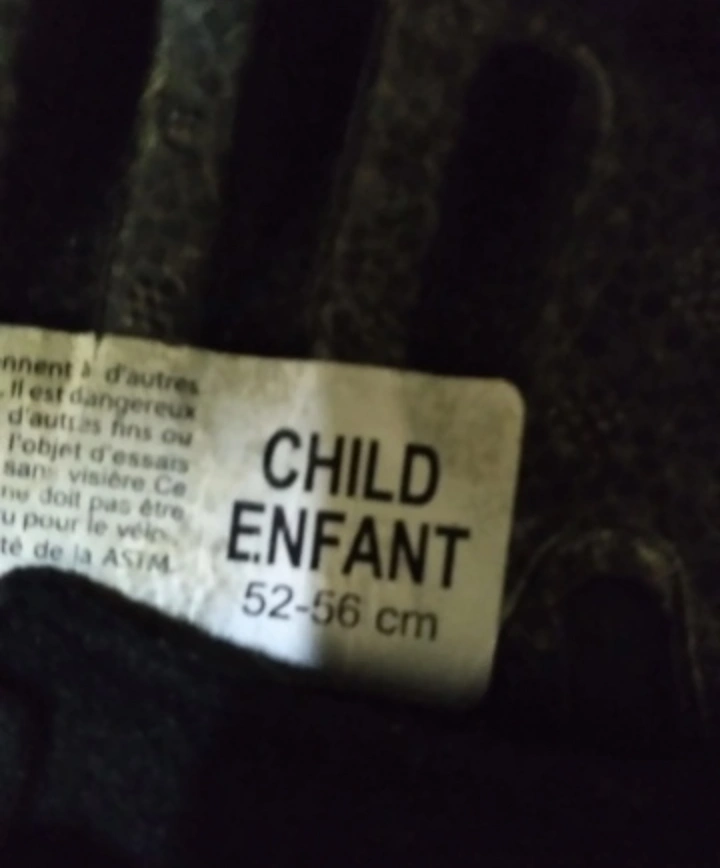 ennent à d'autres
. Il est dangereux
d'autres fins ou
l'objet d'essais
sans visière Ce
ne doit pas être
u pour le vélo
té de la ASTM
CHILD
ENFANT
52-56 cm